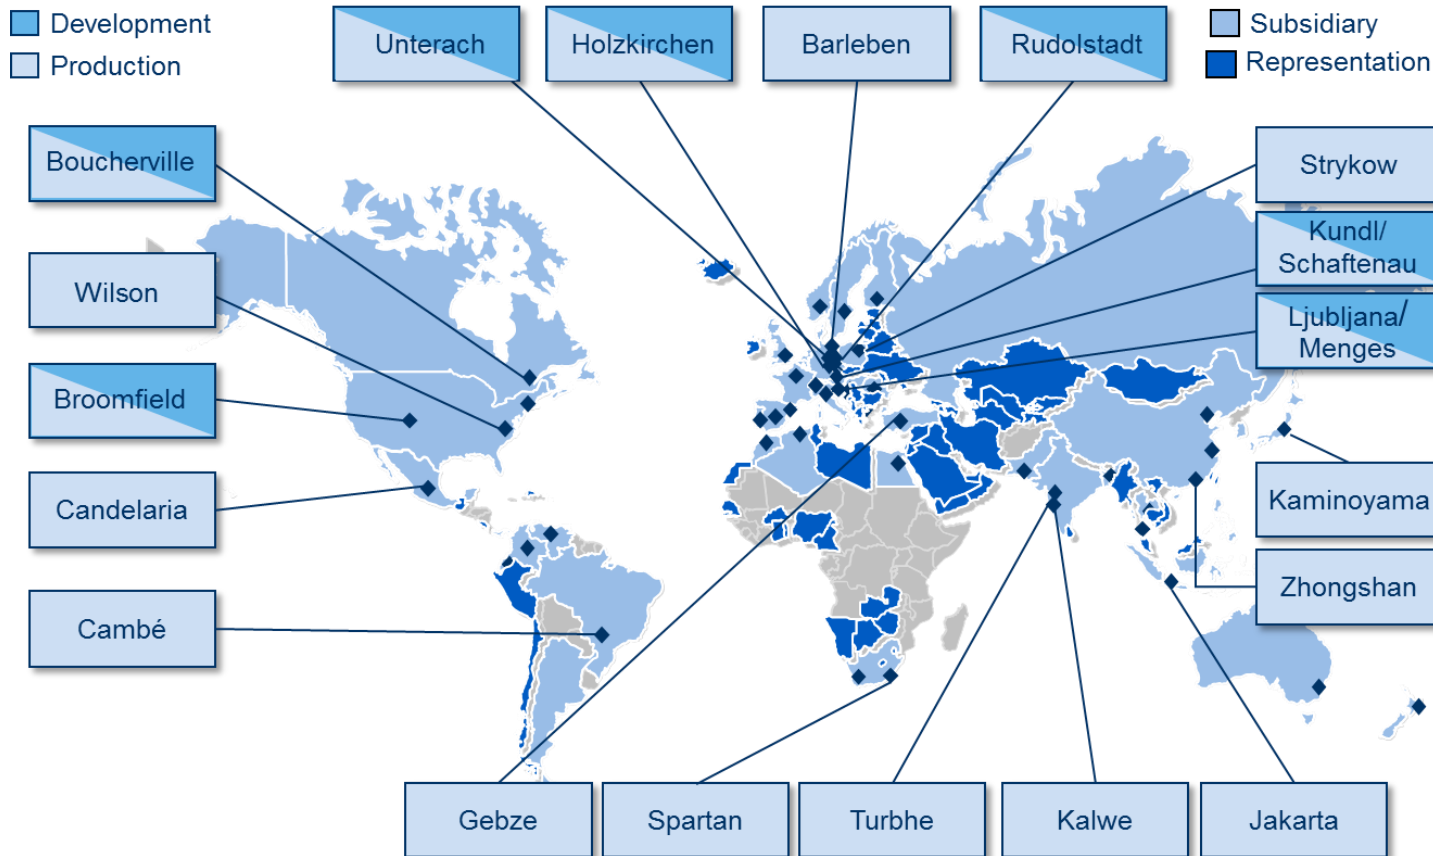 Development
Production
Unterach
Holzkirchen
Barleben
Rudolstadt
Subsidiary
Representation
Boucherville
Wilson
Broomfield
Candelaria
Cambé
Strykow
Kundl/
Schaftenau
Ljubljana/
Menges
Kaminoyama
Zhongshan
Gebze
Spartan
Turbhe
Kalwe
Jakarta